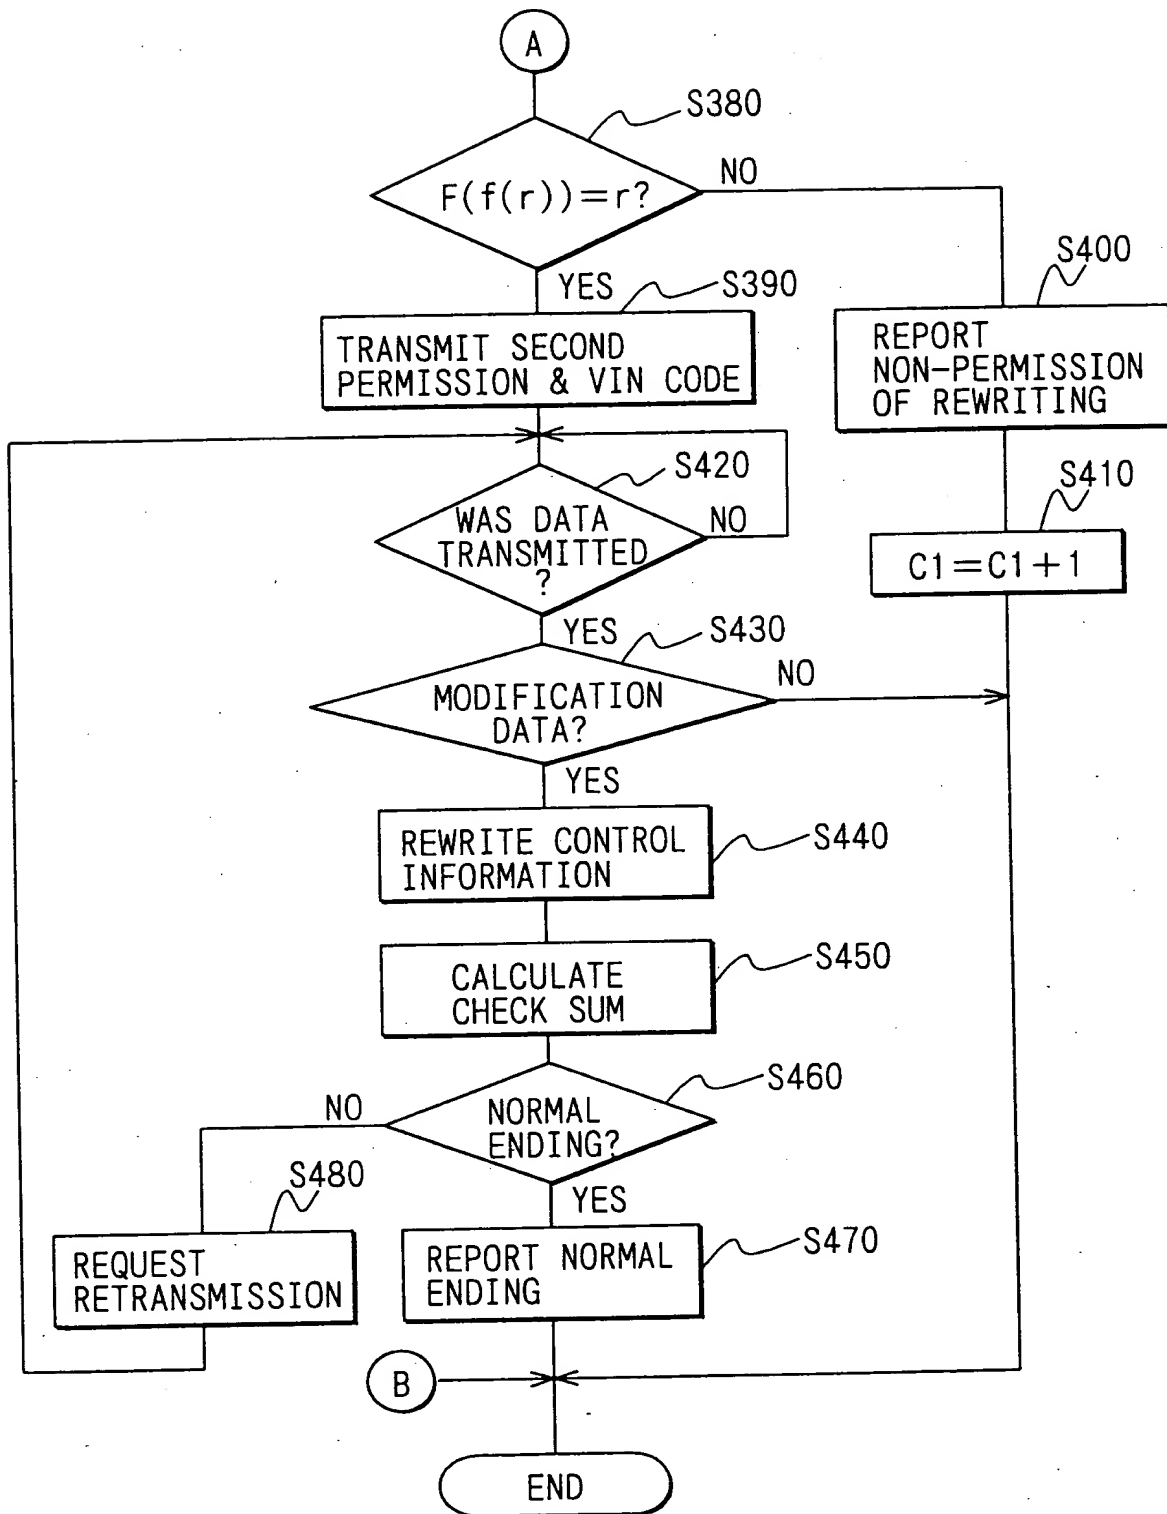 A
S380
F(f(r))=r?
NO
YES
S390
S400
TRANSMIT SECOND
PERMISSION & VIN CODE
REPORT
NON-PERMISSION
OF REWRITING
S420
S410
WAS DATA
TRANSMITTED
?
NO
C1=C1+1
YES
S430
NO
MODIFICATION
DATA?
YES
REWRITE CONTROL
INFORMATION
S440
CALCULATE
CHECK SUM
S450
S460
NO
NORMAL
ENDING?
S480
YES
REQUEST
RETRANSMISSION
REPORT NORMAL
ENDING
S470
B
END